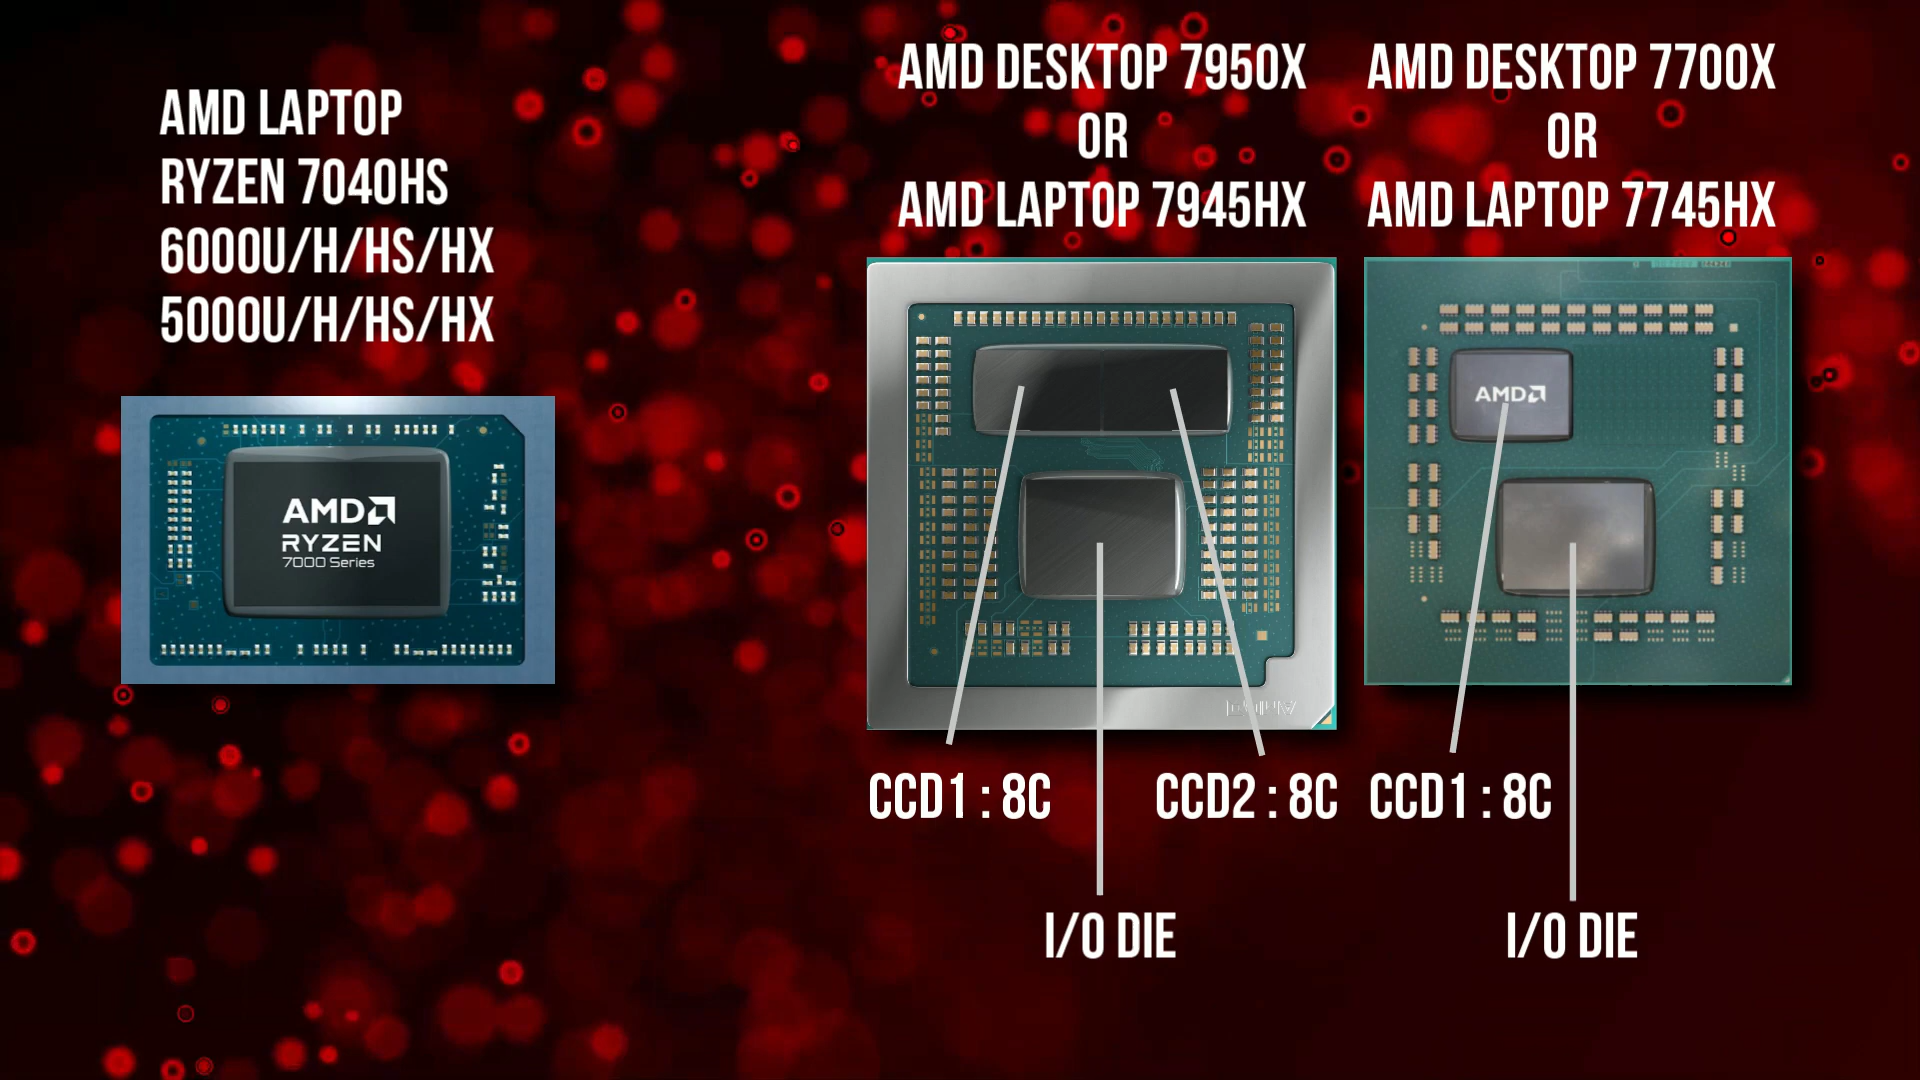 AMD LAPTOP
RYZEN 7040HS
6000U/H/HS/HX
5000U/H/HS/HX
AMD
RYZEN
7000 Series
AMD DESKTOP 7950X
OR
AMD LAPTOP 7945HX
CCD1 : 8C
CCD2 : 8C
I/O DIE
AMD DESKTOP 7700X
OR
AMD LAPTOP 7745HX
AMD
CCD1 : 8C
I/O DIE